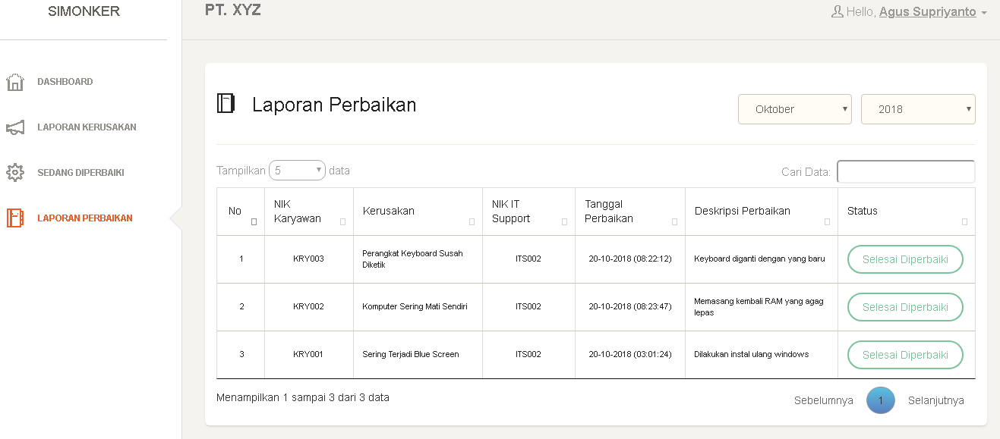 SIMONKER
PT. XYZ
Hello, Agus Supriyanto
DASHBOARD
LAPORAN KERUSAKAN
SEDANG DIPERBAIKI
LAPORAN PERBAIKAN
Laporan Perbaikan
Oktober
2018
Tampilkan 5 data
Cari Data:
No
NIK
Karyawan
Kerusakan
NIK IT
Support
Tanggal
Perbaikan
Deskripsi Perbaikan
Status
1
KRY003
Perangkat Keyboard Susah
Diketik
ITS002
20-10-2018 (08:22:12)
Keyboard diganti dengan yang baru
Selesai Diperbaiki
2
KRY002
Komputer Sering Mati Sendiri
ITS002
20-10-2018 (08:23:47)
Memasang kembali RAM yang agag
lepas
Selesai Diperbaiki
3
KRY001
Sering Terjadi Blue Screen
ITS002
20-10-2018 (03:01:24)
Dilakukan instal ulang windows
Selesai Diperbaiki
Menampilkan 1 sampai 3 dari 3 data
Sebelumnya
1
Selanjutnya